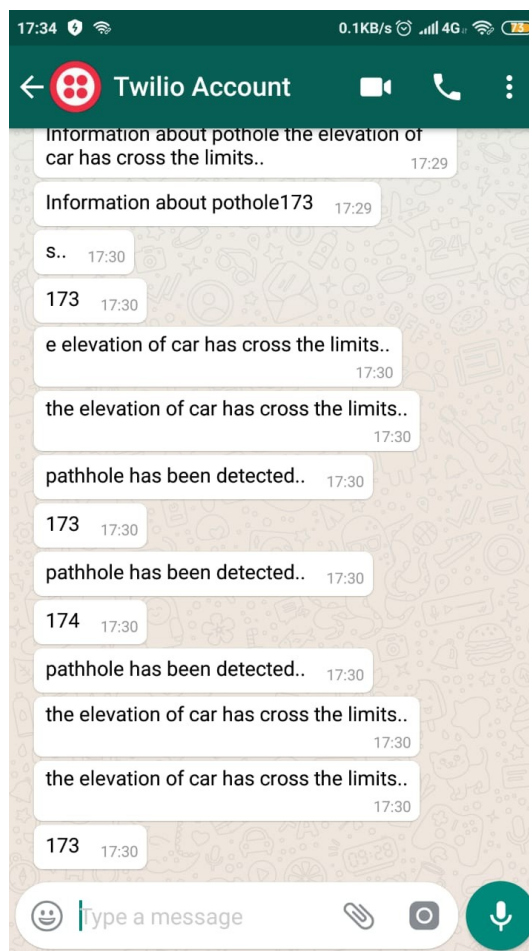 17:34
0.1KB/s 4G 73
Twilio Account
Information about pothole the elevation of
car has cross the limits..
17:29
Information about pothole173 17:29
s.. 17:30
173 17:30
e elevation of car has cross the limits..
17:30
the elevation of car has cross the limits..
17:30
pathhole has been detected.. 17:30
173 17:30
pathhole has been detected.. 17:30
174 17:30
pathhole has been detected.. 17:30
the elevation of car has cross the limits..
17:30
the elevation of car has cross the limits..
17:30
173 17:30
Type a message